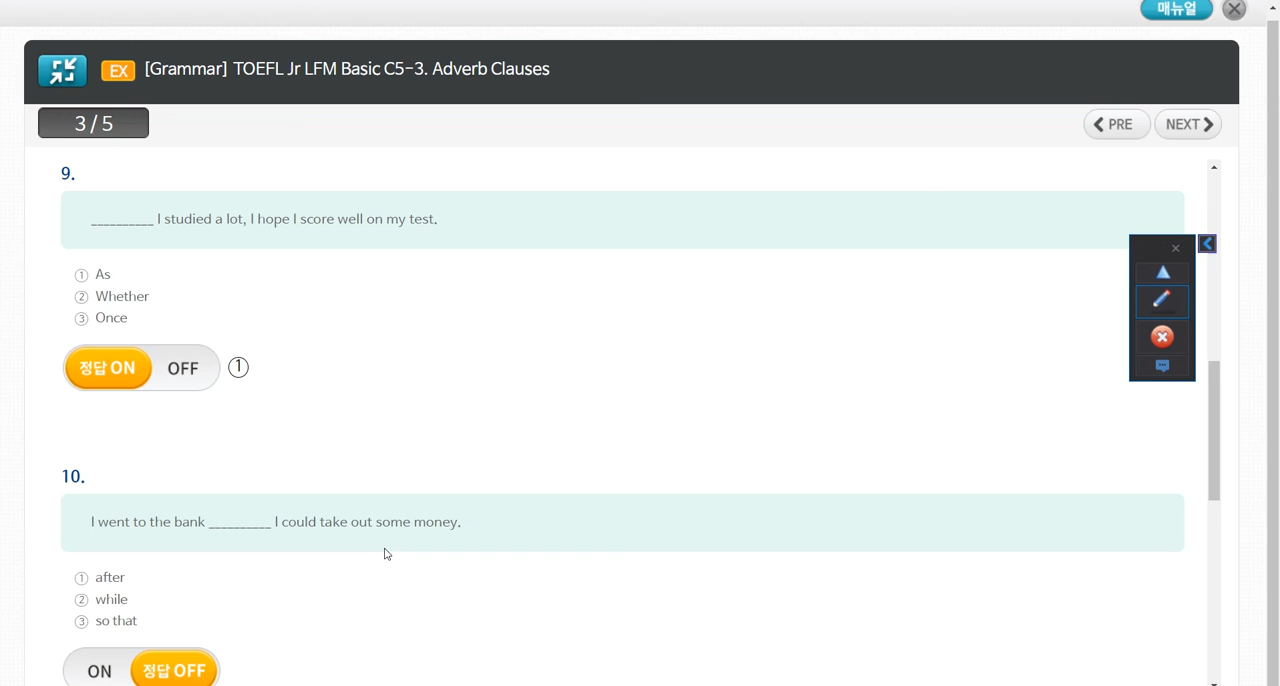 매뉴얼
EX [Grammar] TOEFL Jr LFM Basic C5-3. Adverb Clauses
3 / 5
PRE NEXT
9.
__________ I studied a lot, I hope I score well on my test.
① As
② Whether
③ Once
정답 ON OFF ①
10.
I went to the bank __________ I could take out some money.
① after
② while
③ so that
ON 정답 OFF